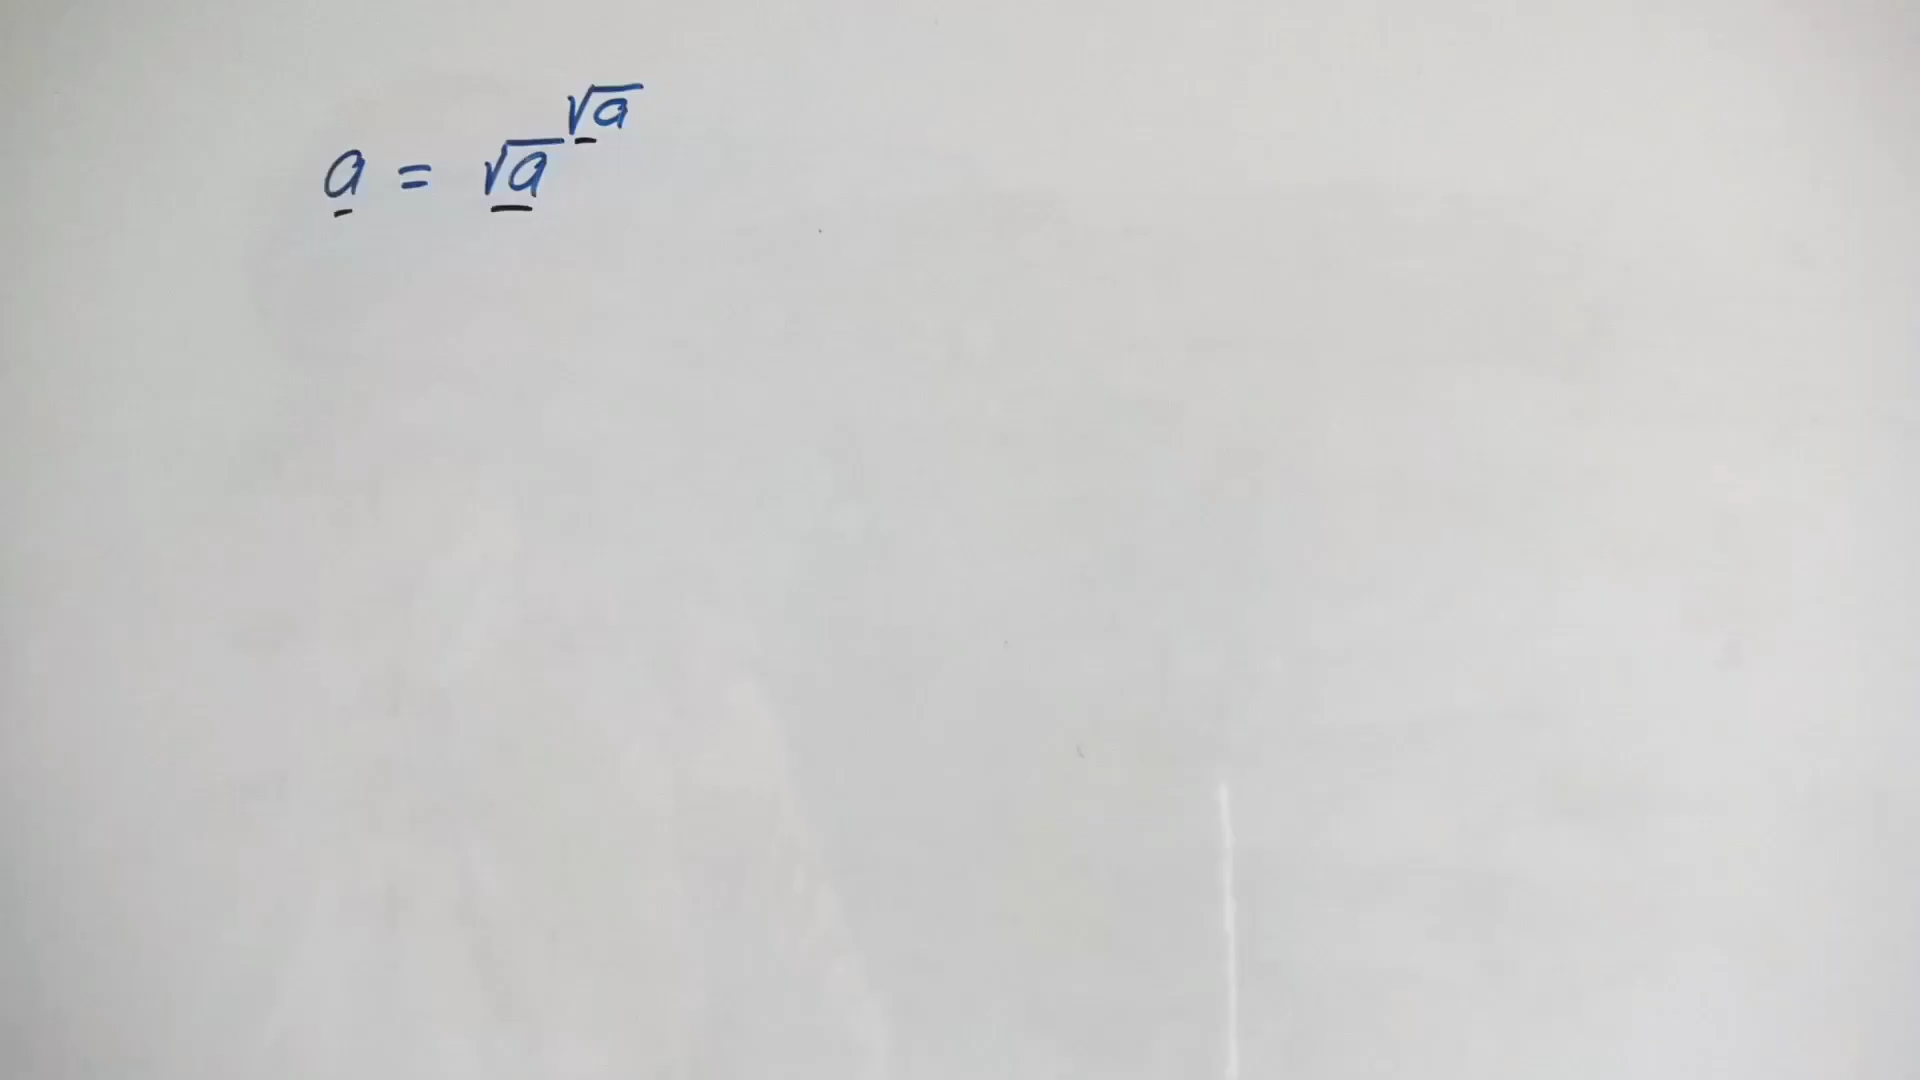 a = √a^√a